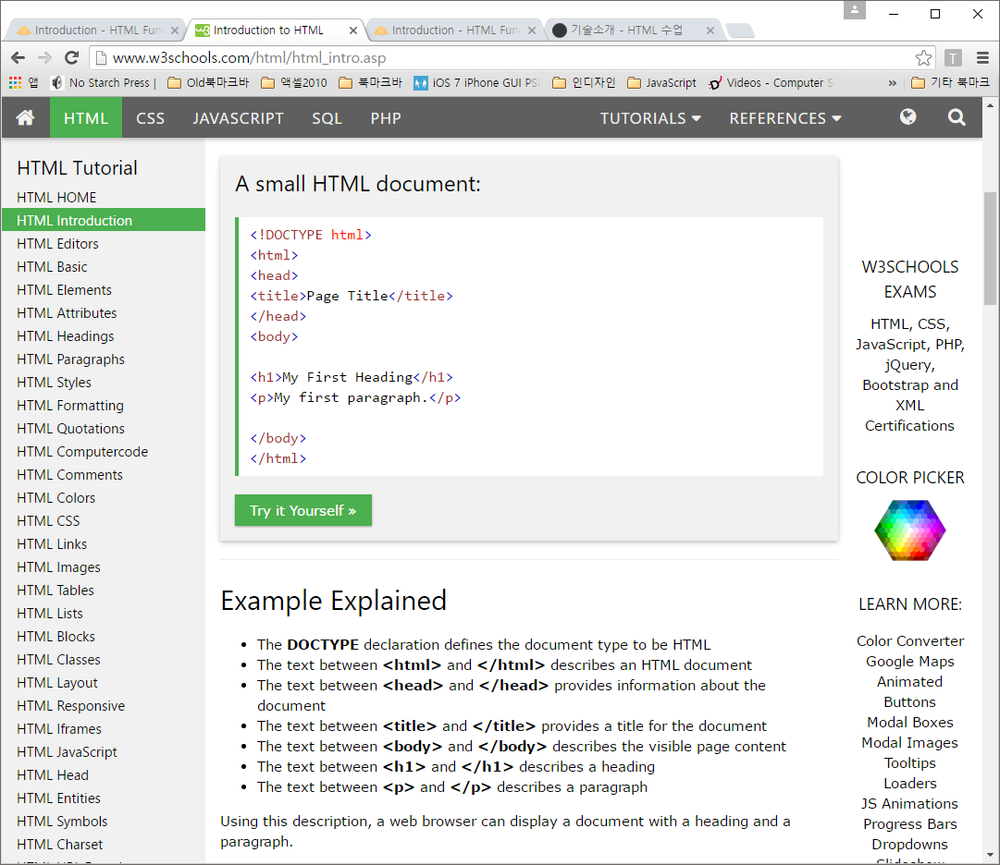 Introduction - HTML Fun
Introduction to HTML
Introduction - HTML Fun
기술소개 - HTML 수업
www.w3schools.com/html/html_intro.asp
T
앱
No Starch Press |
Old북마크바
액셀2010
북마크바
iOS 7 iPhone GUI PS
인디자인
JavaScript
Videos - Computer S
»
기타 북마크
HTML
CSS
JAVASCRIPT
SQL
PHP
TUTORIALS
REFERENCES
HTML Tutorial
HTML HOME
HTML Introduction
HTML Editors
HTML Basic
HTML Elements
HTML Attributes
HTML Headings
HTML Paragraphs
HTML Styles
HTML Formatting
HTML Quotations
HTML Computercode
HTML Comments
HTML Colors
HTML CSS
HTML Links
HTML Images
HTML Tables
HTML Lists
HTML Blocks
HTML Classes
HTML Layout
HTML Responsive
HTML Iframes
HTML JavaScript
HTML Head
HTML Entities
HTML Symbols
HTML Charset
A small HTML document:
<!DOCTYPE html>
<html>
<head>
<title>Page Title</title>
</head>
<body>
<h1>My First Heading</h1>
<p>My first paragraph.</p>
</body>
</html>
Try it Yourself »
Example Explained
• The DOCTYPE declaration defines the document type to be HTML
• The text between <html> and </html> describes an HTML document
• The text between <head> and </head> provides information about the
document
• The text between <title> and </title> provides a title for the document
• The text between <body> and </body> describes the visible page content
• The text between <h1> and </h1> describes a heading
• The text between <p> and </p> describes a paragraph
Using this description, a web browser can display a document with a heading and a
paragraph.
W3SCHOOLS
EXAMS
HTML, CSS,
JavaScript, PHP,
jQuery,
Bootstrap and
XML
Certifications
COLOR PICKER
LEARN MORE:
Color Converter
Google Maps
Animated
Buttons
Modal Boxes
Modal Images
Tooltips
Loaders
JS Animations
Progress Bars
Dropdowns
Slideshow